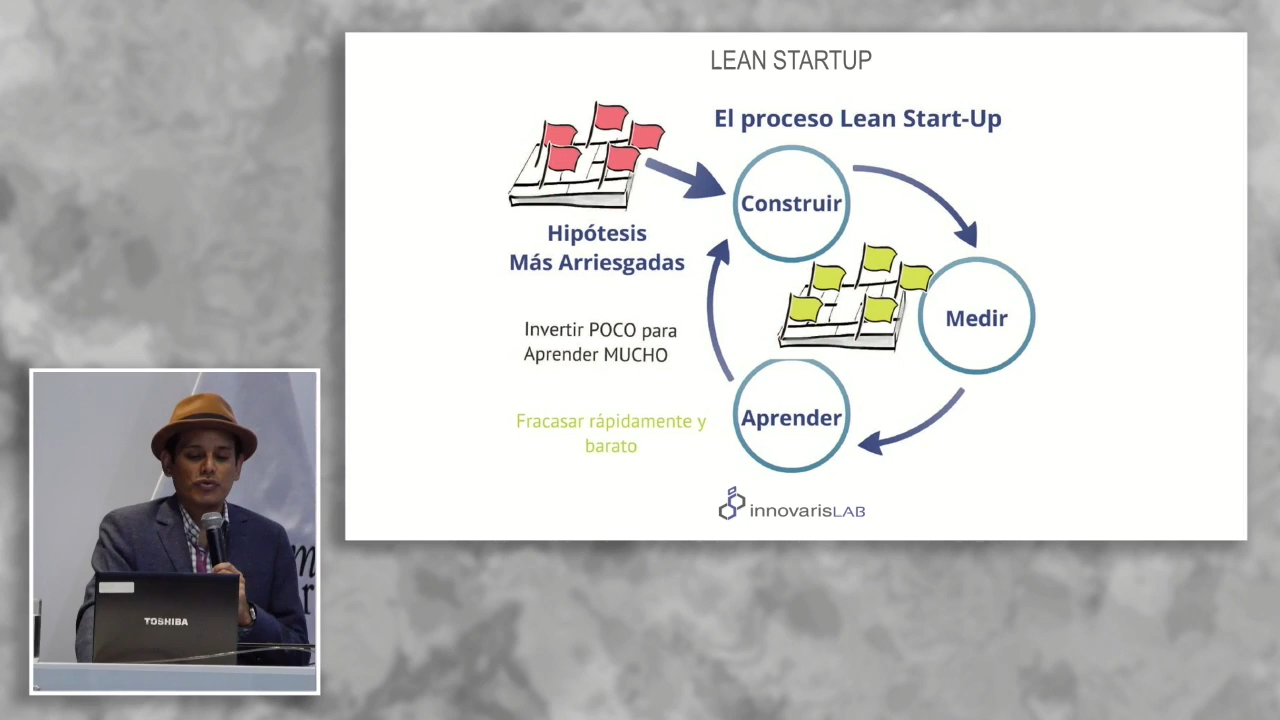 LEAN STARTUP
El proceso Lean Start-Up
Construir
Hipótesis
Más Arriesgadas
Medir
Invertir POCO para
Aprender MUCHO
Aprender
Fracasar rápidamente y
barato
innovarisLAB
TOSHIBA